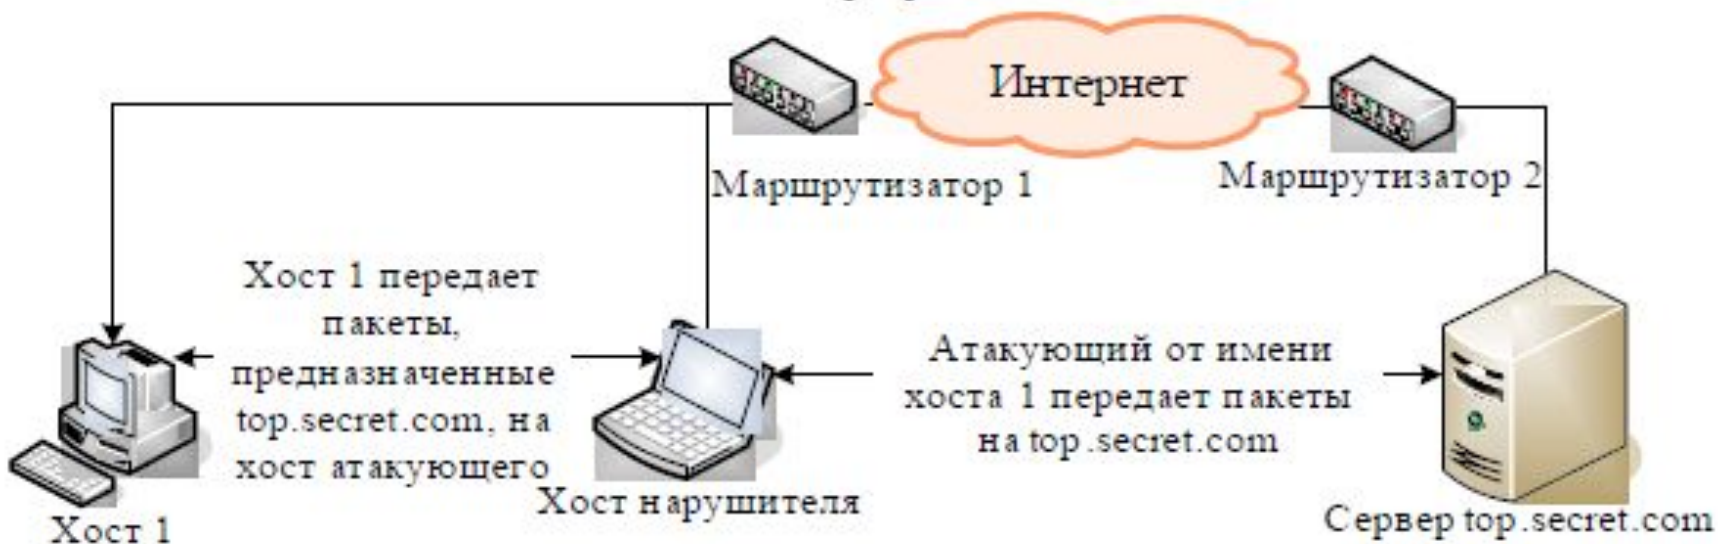 Интернет
Маршрутизатор 1
Маршрутизатор 2
Хост 1 передает
пакеты,
предназначенные
top.secret.com, на
хост атакующего
Атакующий от имени
хоста 1 передает пакеты
на top.secret.com
Хост 1
Хост нарушителя
Сервер top.secret.com